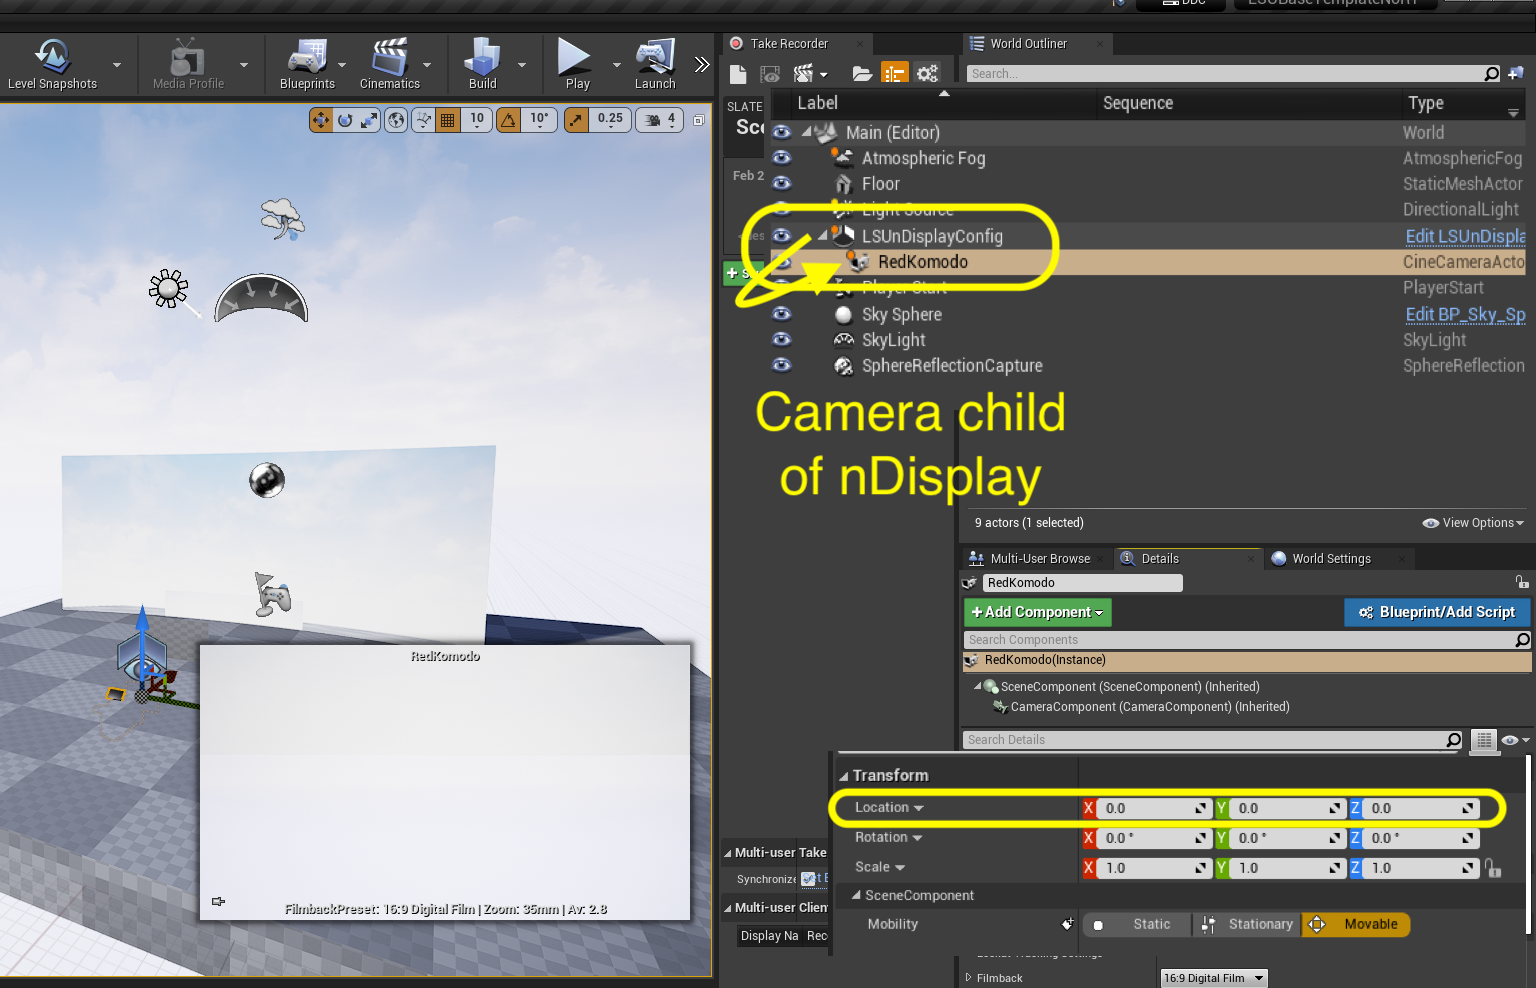 DDC
Take Recorder
World Outliner
Level Snapshots
Media Profile
Blueprints
Cinematics
Build
Play
Launch
Search...
Label
Sequence
Type
SLATE
10
10°
0.25
4
Main (Editor)
World
Atmospheric Fog
AtmosphericFog
Feb 2
Floor
StaticMeshActor
Light Source
DirectionalLight
LSUnDisplayConfig
Edit LSUnDispla
RedKomodo
CineCameraActo
Player Start
PlayerStart
Sky Sphere
Edit BP_Sky_Sp
SkyLight
SkyLight
SphereReflectionCapture
SphereReflection
Camera child
of nDisplay
9 actors (1 selected)
View Options
Multi-User Browse
Details
World Settings
RedKomodo
+Add Component
Blueprint/Add Script
Search Components
RedKomodo(Instance)
SceneComponent (SceneComponent) (Inherited)
CameraComponent (CameraComponent) (Inherited)
Search Details
RedKomodo
FilmbackPreset: 16:9 Digital Film | Zoom: 35mm | Av: 2.8
Transform
Location
X 0.0
Y 0.0
Z 0.0
Rotation
X 0.0 °
Y 0.0 °
Z 0.0 °
Scale
X 1.0
Y 1.0
Z 1.0
SceneComponent
Mobility
Static
Stationary
Movable
Multi-user Take
Synchronize
Multi-user Clien
Display Na
Rec
Filmback
16:9 Digital Film